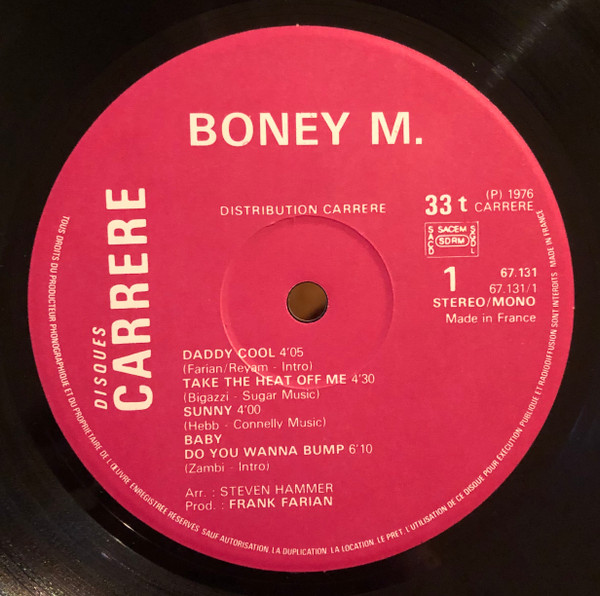 BONEY M.
DISQUES
CARRERE
DISTRIBUTION CARRERE
33 t
(P) 1976
CARRERE
SACEM
SDRM
SACD
SGDL
1
67.131
67.131/1
STEREO/MONO
Made in France
DADDY COOL 4'05
(Farian/Reyam - Intro)
TAKE THE HEAT OFF ME 4'30
(Bigazzi - Sugar Music)
SUNNY 4'00
(Hebb - Connelly Music)
BABY
DO YOU WANNA BUMP 6'10
(Zambi - Intro)
Arr. : STEVEN HAMMER
Prod. : FRANK FARIAN
TOUS DROITS DU PRODUCTEUR PHONOGRAPHIQUE ET DU PROPRIETAIRE DE L'ŒUVRE ENREGISTREE RESERVES SAUF AUTORISATION. LA DUPLICATION. LA LOCATION. LE PRET. L'UTILISATION DE CE DISQUE POUR EXECUTION PUBLIQUE ET RADIODIFFUSION SONT INTERDITS MADE IN FRANCE